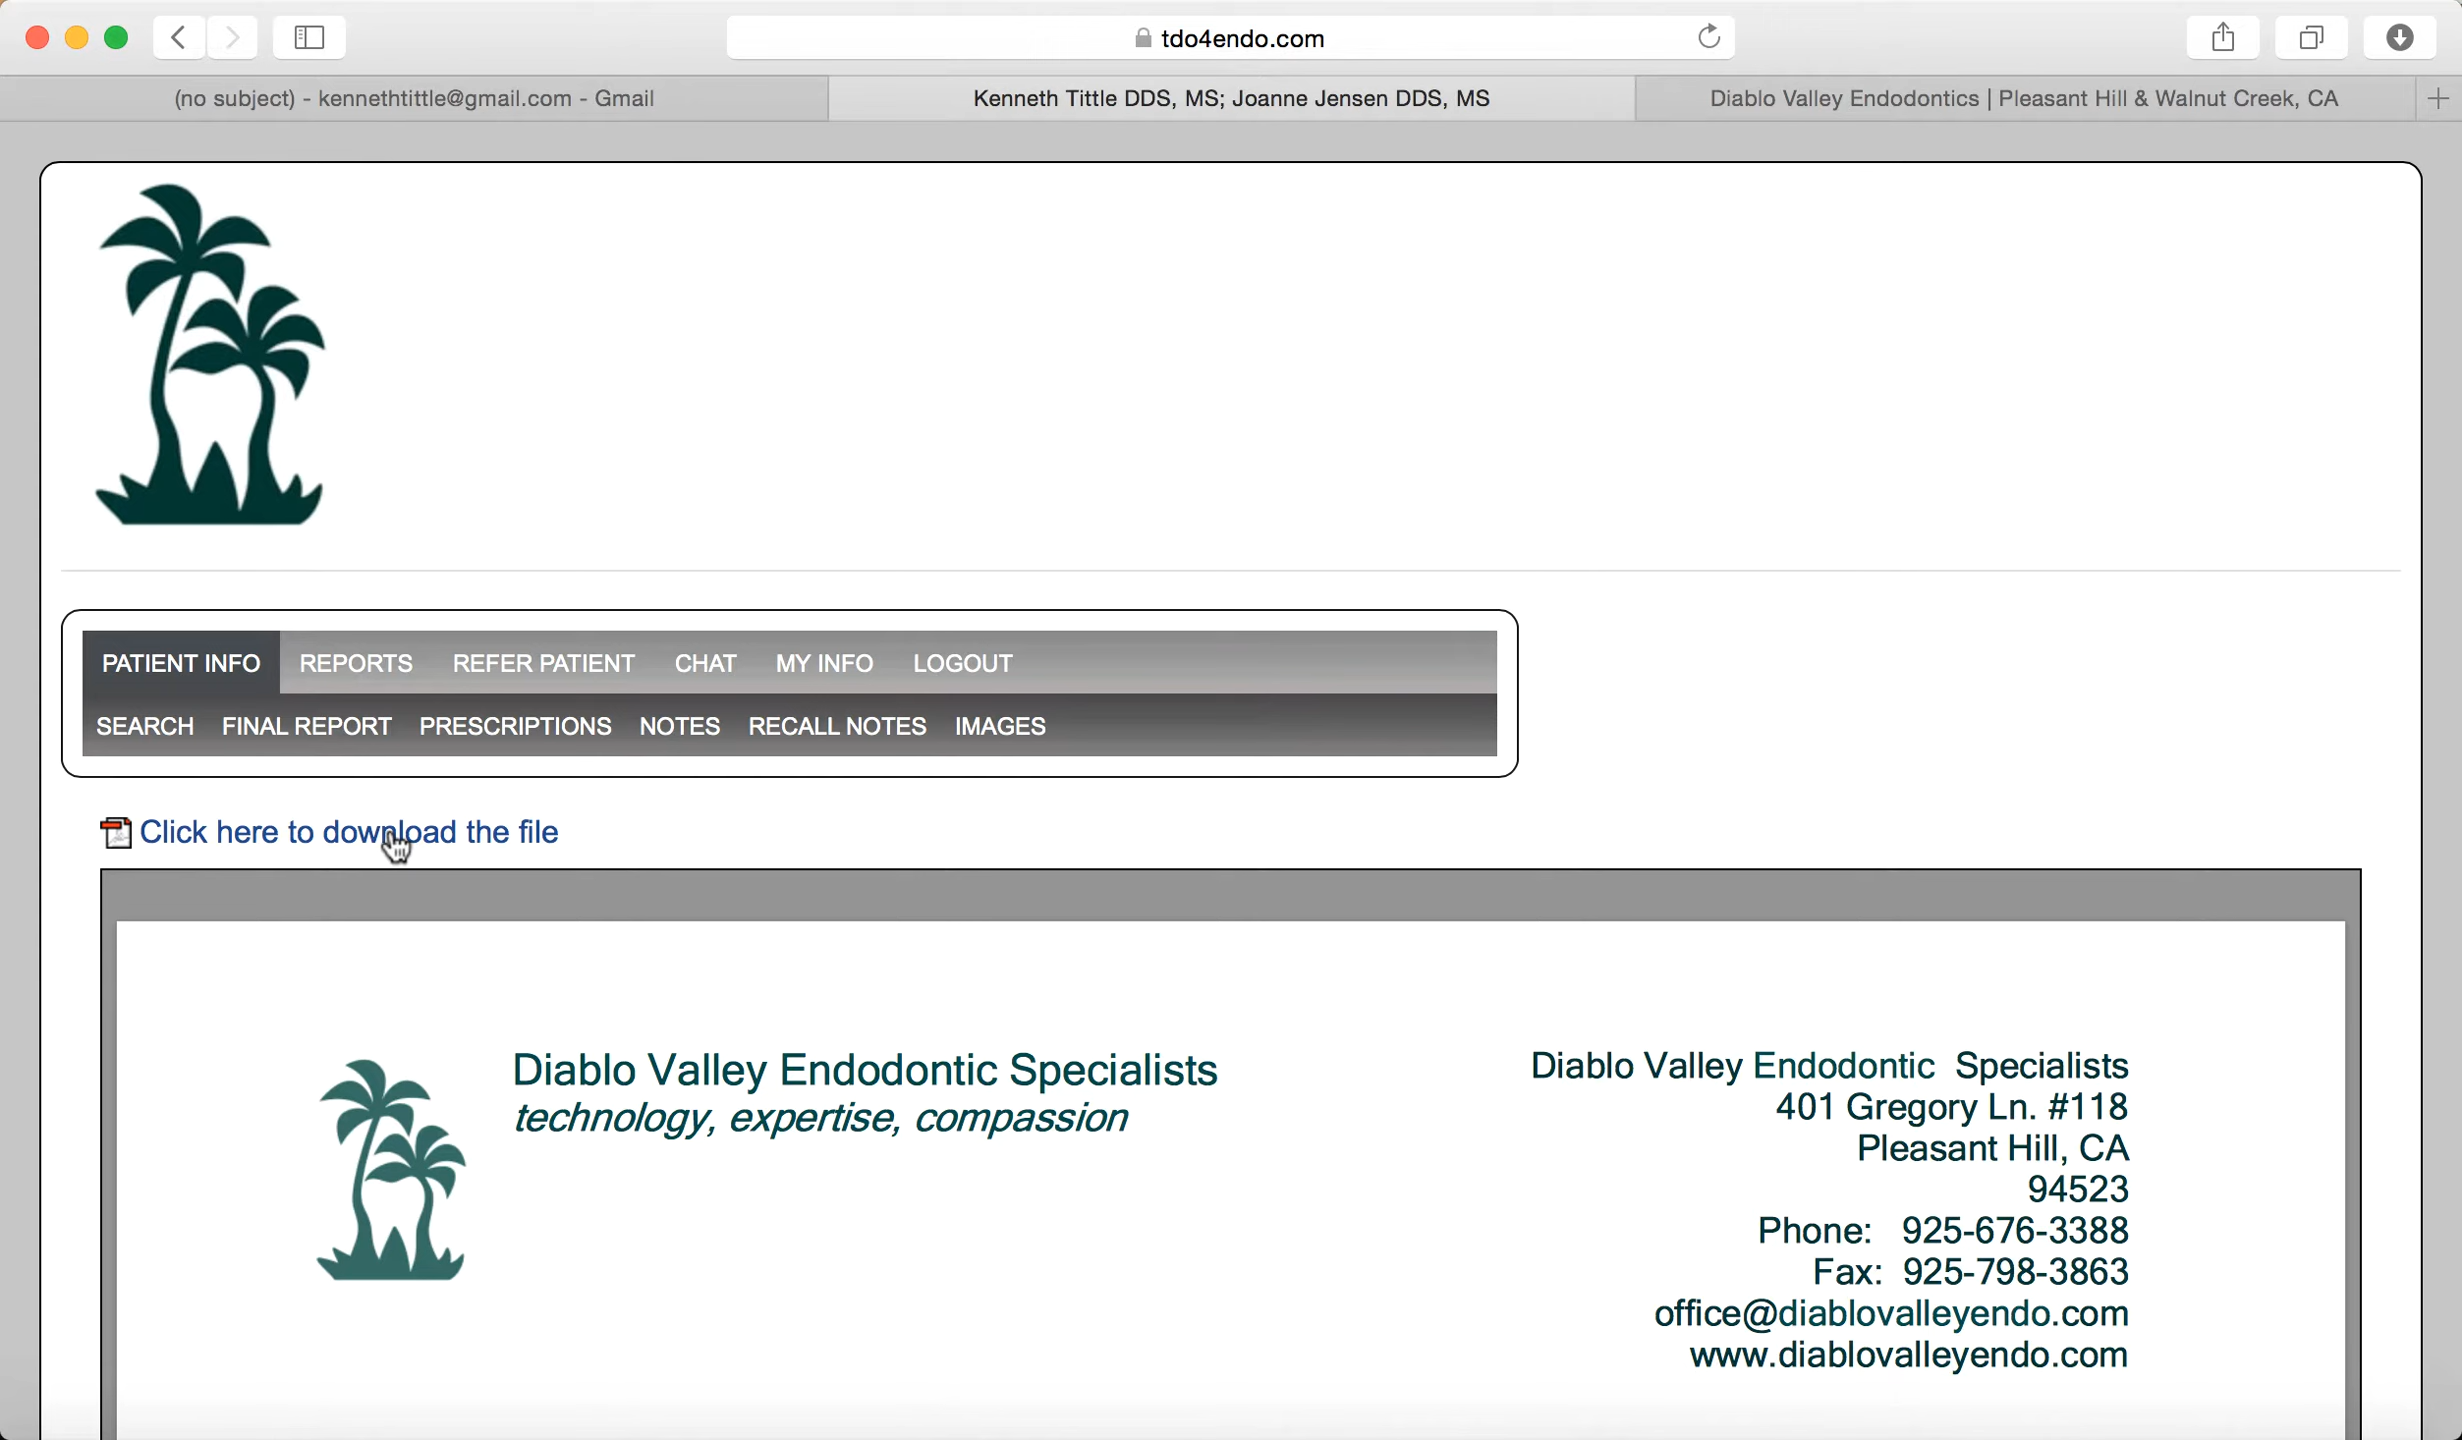 tdo4endo.com
(no subject) - kennethtittle@gmail.com - Gmail
Kenneth Tittle DDS, MS; Joanne Jensen DDS, MS
Diablo Valley Endodontics | Pleasant Hill & Walnut Creek, CA
PATIENT INFO REPORTS REFER PATIENT CHAT MY INFO LOGOUT
SEARCH FINAL REPORT PRESCRIPTIONS NOTES RECALL NOTES IMAGES
Click here to download the file
Diablo Valley Endodontic Specialists
technology, expertise, compassion
Diablo Valley Endodontic Specialists
401 Gregory Ln. #118
Pleasant Hill, CA
94523
Phone: 925-676-3388
Fax: 925-798-3863
office@diablovalleyendo.com
www.diablovalleyendo.com